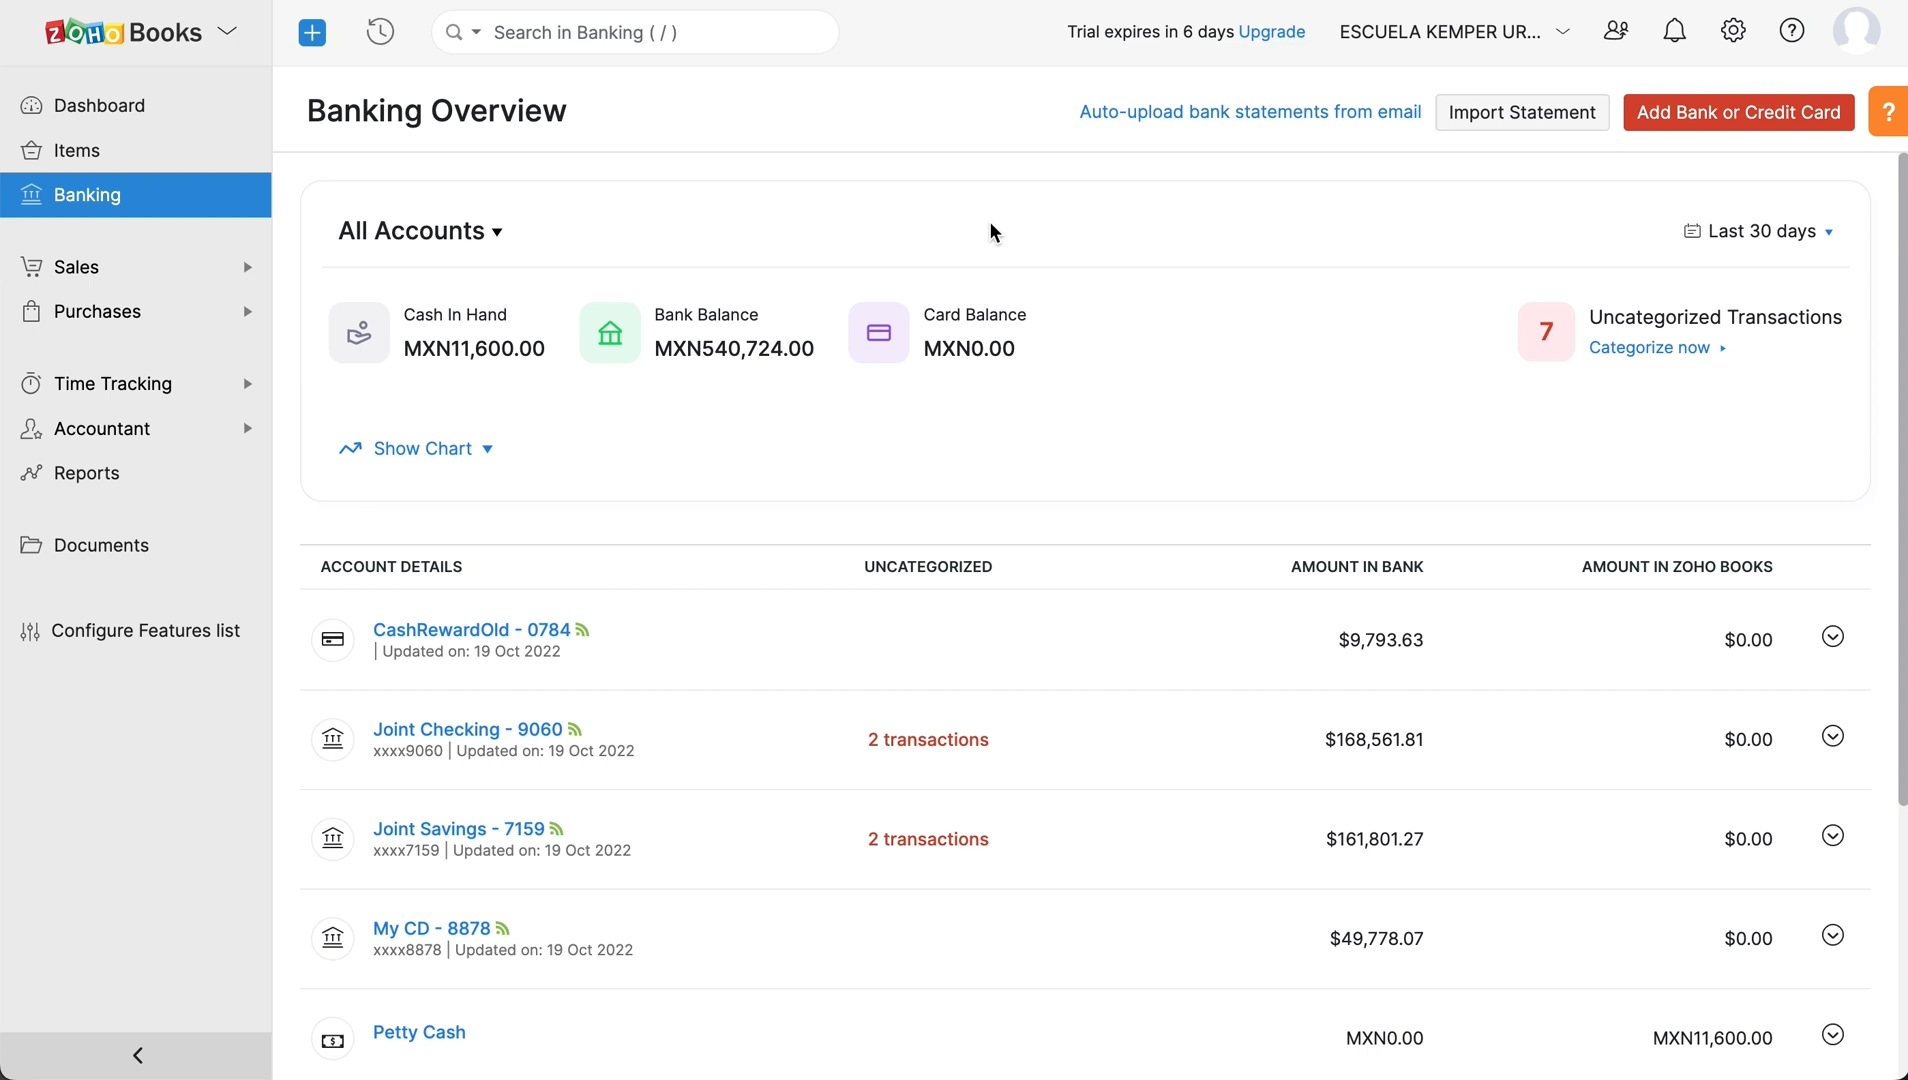 ZOHO Books
Search in Banking ( / )
Trial expires in 6 days Upgrade
ESCUELA KEMPER UR...
Dashboard
Items
Banking
Sales
Purchases
Time Tracking
Accountant
Reports
Documents
Configure Features list
Banking Overview
Auto-upload bank statements from email
Import Statement
Add Bank or Credit Card
?
All Accounts
Last 30 days
Cash In Hand
MXN11,600.00
Bank Balance
MXN540,724.00
Card Balance
MXN0.00
7
Uncategorized Transactions
Categorize now
Show Chart
ACCOUNT DETAILS UNCATEGORIZED AMOUNT IN BANK AMOUNT IN ZOHO BOOKS
CashRewardOld - 0784
| Updated on: 19 Oct 2022
$9,793.63 $0.00
Joint Checking - 9060
xxxx9060 | Updated on: 19 Oct 2022
2 transactions $168,561.81 $0.00
Joint Savings - 7159
xxxx7159 | Updated on: 19 Oct 2022
2 transactions $161,801.27 $0.00
My CD - 8878
xxxx8878 | Updated on: 19 Oct 2022
$49,778.07 $0.00
Petty Cash
MXN0.00 MXN11,600.00